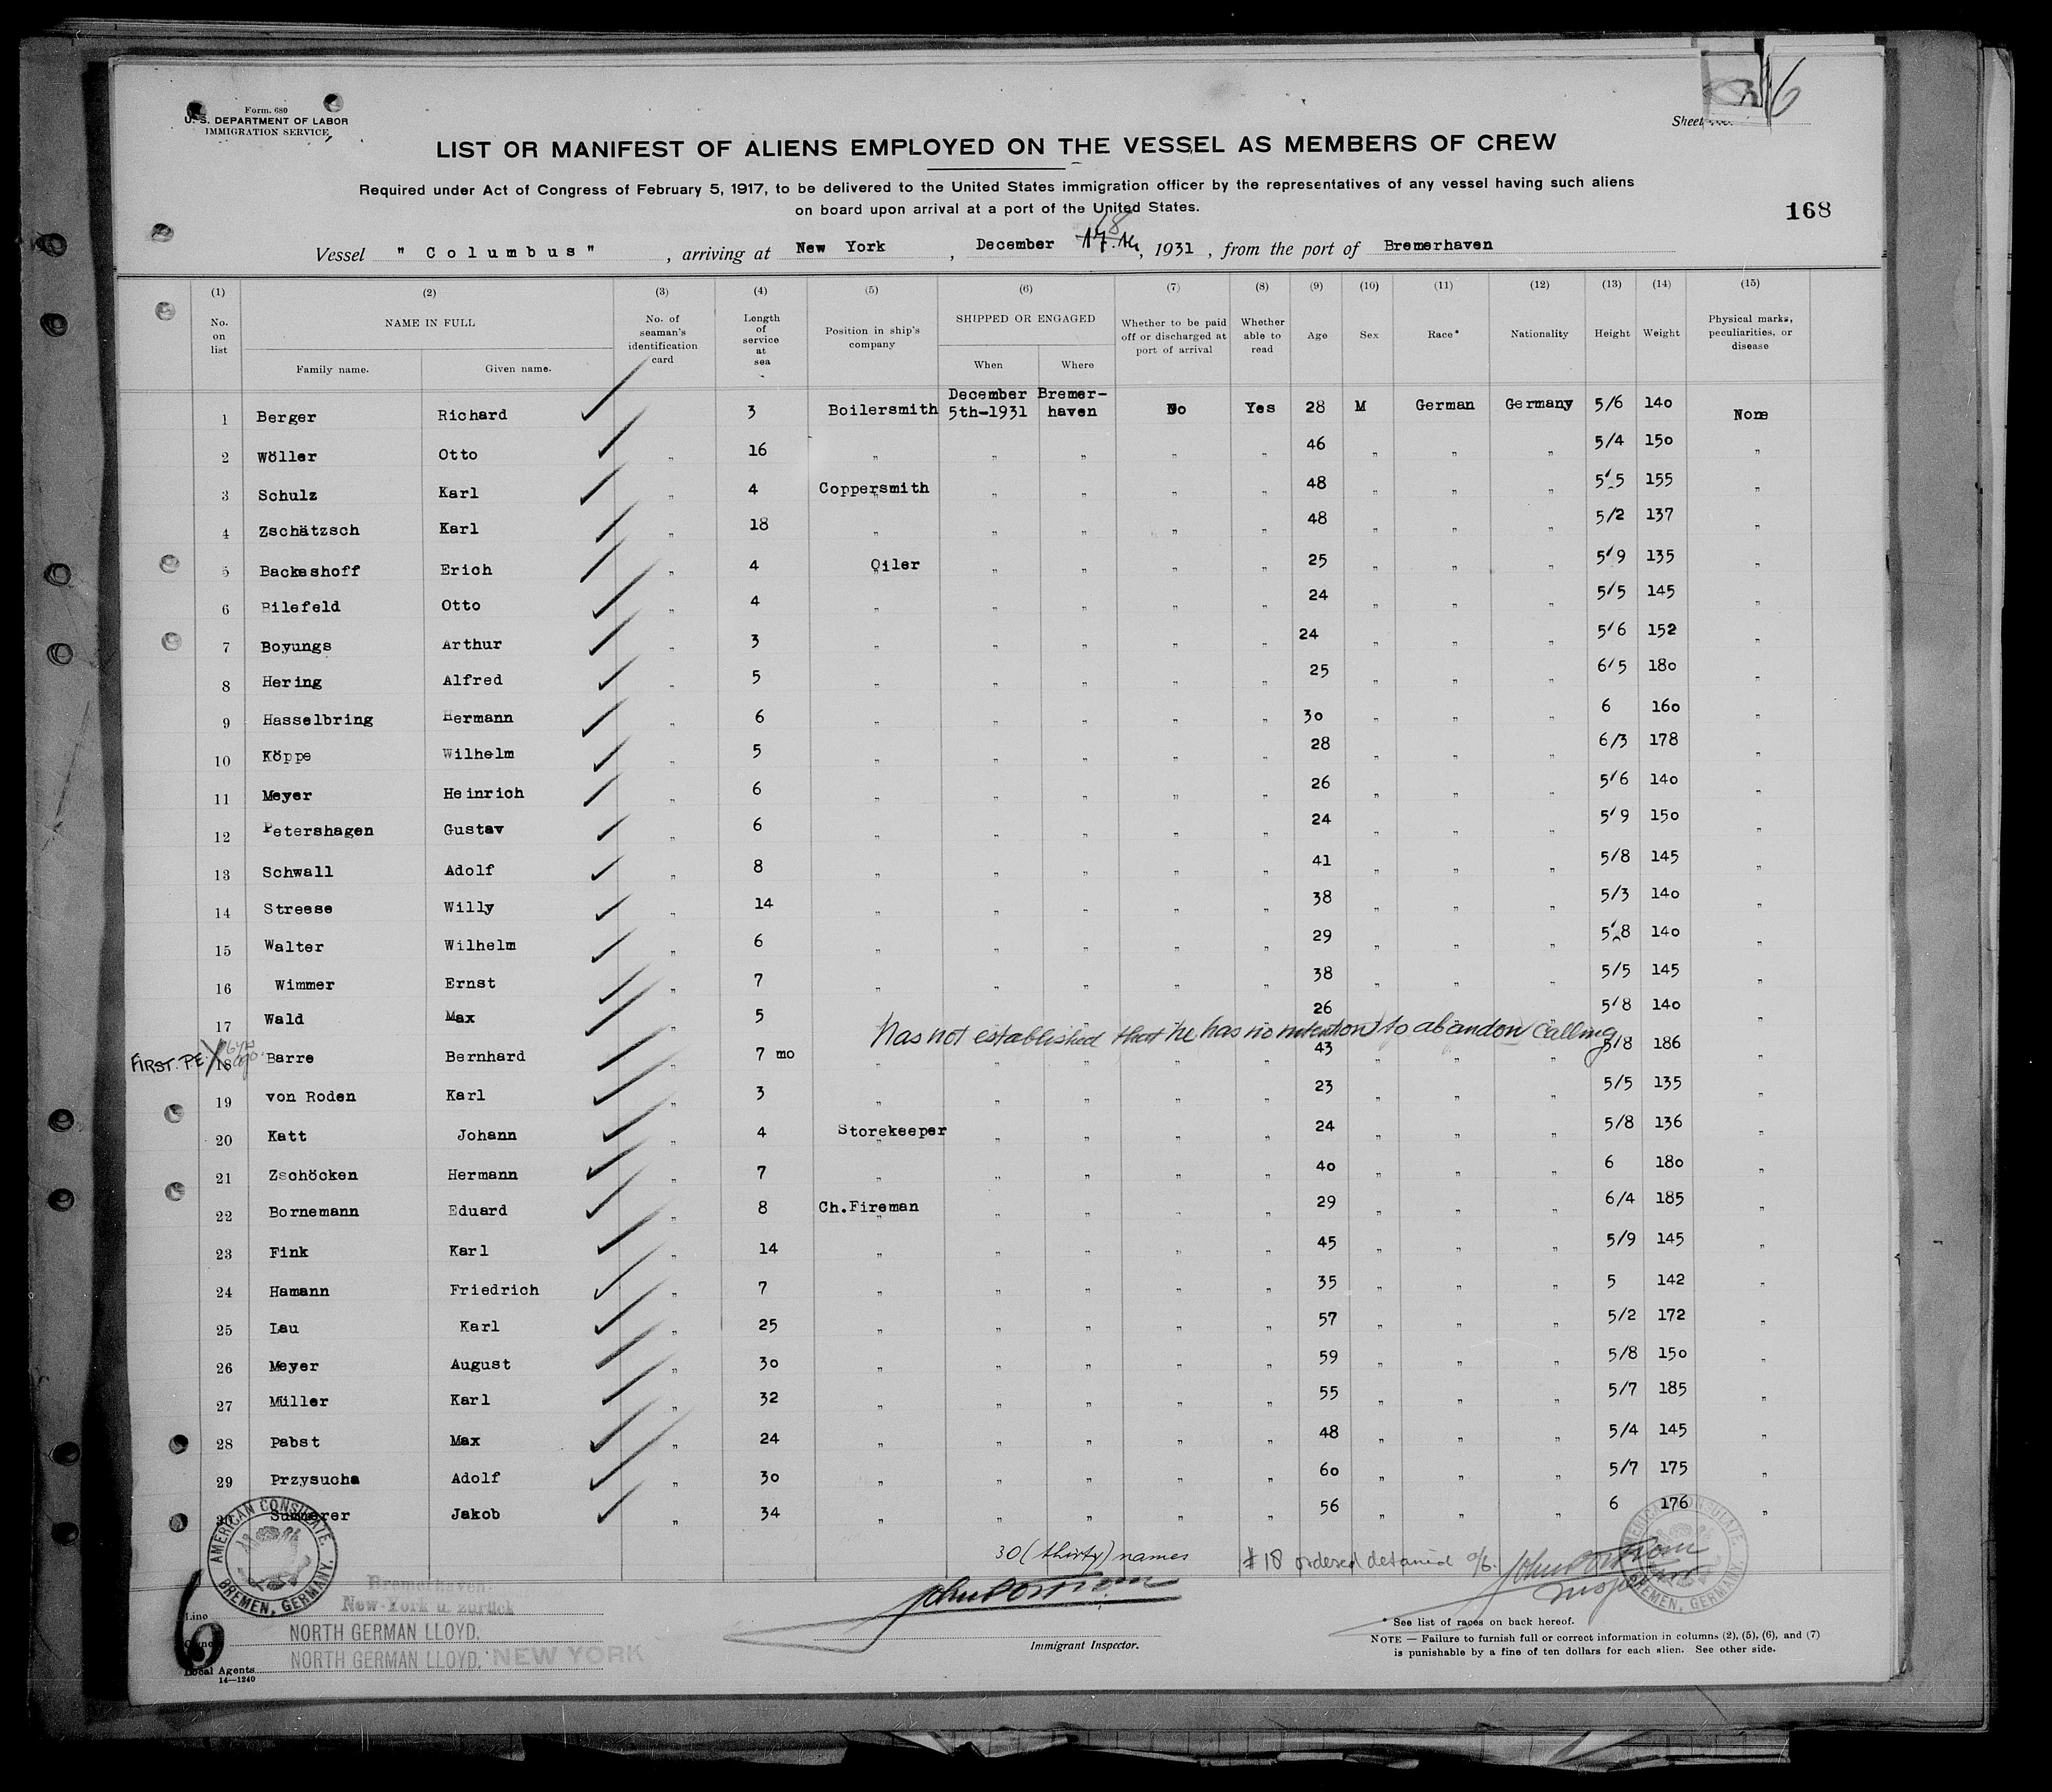 Form. 680
U. S. DEPARTMENT OF LABOR
IMMIGRATION SERVICE
6
Sheet No.
LIST OR MANIFEST OF ALIENS EMPLOYED ON THE VESSEL AS MEMBERS OF CREW
Required under Act of Congress of February 5, 1917, to be delivered to the United States immigration officer by the representatives of any vessel having such aliens
on board upon arrival at a port of the United States.
168
18
Vessel "Columbus", arriving at New York, December 17.th, 1931, from the port of Bremerhaven
(1) (2) (3) (4) (5) (6) (7) (8) (9) (10) (11) (12) (13) (14) (15)
No. on list NAME IN FULL Family name. Given name. No. of seaman's identification card Length of service at sea Position in ship's company SHIPPED OR ENGAGED When Where Whether to be paid off or discharged at port of arrival Whether able to read Age Sex Race* Nationality Height Weight Physical marks, peculiarities, or disease
1 Berger Richard 3 Boilersmith December 5th-1931 Bremerhaven No Yes 28 M German Germany 5/6 140 None
2 Wöller Otto " 16 " " " " " 46 " " " 5/4 150 "
3 Schulz Karl " 4 Coppersmith " " " " 48 " " " 5'5 155 "
4 Zschätzsch Karl " 18 " " " " " 48 " " " 5/2 137 "
5 Backeshoff Erich " 4 Oiler " " " " 25 " " " 5'9 135 "
6 Bilefeld Otto " 4 " " " " " 24 " " " 5/5 145 "
7 Boyungs Arthur " 3 " " " " " 24 " " " 5'6 152 "
8 Hering Alfred " 5 " " " " " 25 " " " 6'5 180 "
9 Hasselbring Hermann " 6 " " " " " 30 " " " 6 160 "
10 Köppe Wilhelm " 5 " " " " " 28 " " " 6/3 178 "
11 Meyer Heinrich " 6 " " " " " 26 " " " 5'6 140 "
12 Petershagen Gustav " 6 " " " " " 24 " " " 5'9 150 "
13 Schwall Adolf " 8 " " " " " 41 " " " 5/8 145 "
14 Streese Willy " 14 " " " " " 38 " " " 5/3 140 "
15 Walter Wilhelm " 6 " " " " " 29 " " " 5'8 140 "
16 Wimmer Ernst " 7 " " " " " 38 " " " 5/5 145 "
17 Wald Max " 5 " 26 5'8 140 "
has not established that he has no intention to abandon calling
FIRST. P.E. X 18 Barre Bernhard " 7 mo " " " " " 43 " " " 5/8 186 "
19 von Roden Karl " 3 " " " " " 23 " " " 5/5 135 "
20 Katt Johann " 4 Storekeeper " " " " 24 " " " 5/8 136 "
21 Zschöcken Hermann " 7 " " " " " 40 " " " 6 180 "
22 Bornemann Eduard " 8 Ch.Fireman " " " " 29 " " " 6/4 185 "
23 Fink Karl " 14 " " " " " 45 " " " 5/9 145 "
24 Hamann Friedrich " 7 " " " " " 35 " " " 5 142 "
25 Lau Karl " 25 " " " " " 57 " " " 5/2 172 "
26 Meyer August " 30 " " " " " 59 " " " 5/8 150 "
27 Müller Karl " 32 " " " " " 55 " " " 5/7 185 "
28 Pabst Max " 24 " " " " " 48 " " " 5/4 145 "
29 Przysucha Adolf " 30 " " " " " 60 " " " 5/7 175 "
30 Jakob " 34 " " " " " 56 " " " 6 176 "
AMERICAN CONSULATE. BREMEN, GERMANY.
AMERICAN CONSULATE. BREMEN, GERMANY.
30 (thirty) names
#18 ordered detained
Bremerhaven-
New-York u. zurück
Line
NORTH GERMAN LLOYD.
Owners
NORTH GERMAN LLOYD, NEW YORK
Local Agents
14—1240
6
Immigrant Inspector.
* See list of races on back hereof.
NOTE — Failure to furnish full or correct information in columns (2), (5), (6), and (7)
is punishable by a fine of ten dollars for each alien. See other side.